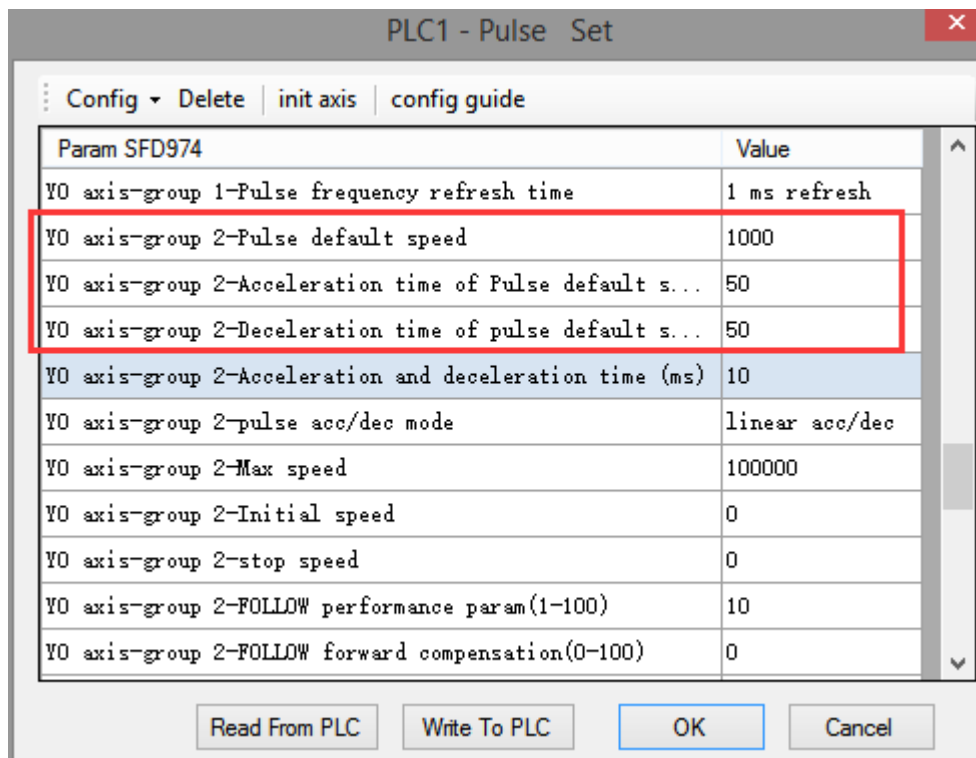 PLC1 - Pulse Set
Config Delete init axis config guide
Param SFD974 Value
Y0 axis-group 1-Pulse frequency refresh time 1 ms refresh
Y0 axis-group 2-Pulse default speed 1000
Y0 axis-group 2-Acceleration time of Pulse default s... 50
Y0 axis-group 2-Deceleration time of pulse default s... 50
Y0 axis-group 2-Acceleration and deceleration time (ms) 10
Y0 axis-group 2-pulse acc/dec mode linear acc/dec
Y0 axis-group 2-Max speed 100000
Y0 axis-group 2-Initial speed 0
Y0 axis-group 2-stop speed 0
Y0 axis-group 2-FOLLOW performance param(1-100) 10
Y0 axis-group 2-FOLLOW forward compensation(0-100) 0
Read From PLC Write To PLC OK Cancel